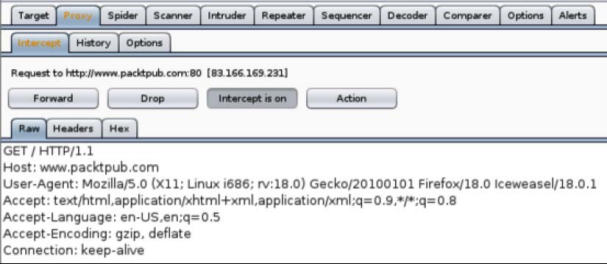 Target Proxy Spider Scanner Intruder Repeater Sequencer Decoder Comparer Options Alerts
Intercept History Options
Request to http://www.packtpub.com:80 [83.166.169.231]
Forward Drop Intercept is on Action
Raw Headers Hex
GET / HTTP/1.1
Host: www.packtpub.com
User-Agent: Mozilla/5.0 (X11; Linux i686; rv:18.0) Gecko/20100101 Firefox/18.0 Iceweasel/18.0.1
Accept: text/html,application/xhtml+xml,application/xml;q=0.9,*/*;q=0.8
Accept-Language: en-US,en;q=0.5
Accept-Encoding: gzip, deflate
Connection: keep-alive